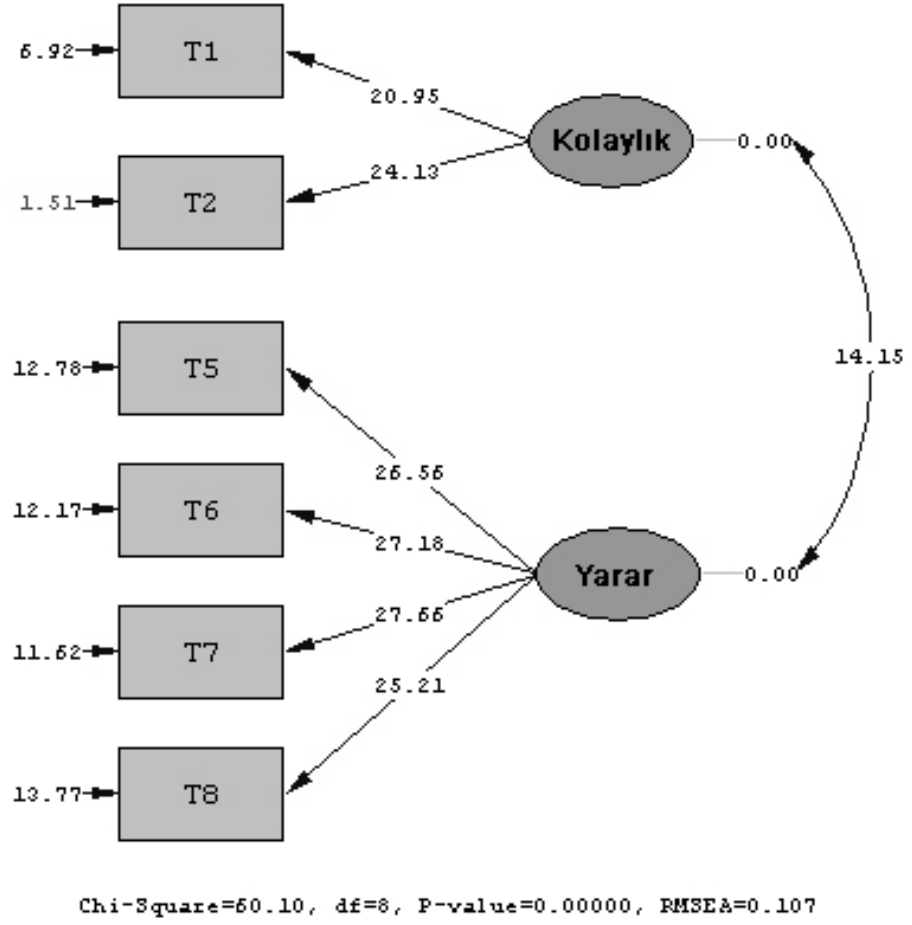 6.92
T1
20.95
Kolaylık
0.00
24.13
1.51
T2
12.78
T5
14.15
26.56
12.17
T6
27.18
Yarar
0.00
27.66
11.62
T7
25.21
13.77
T8
Chi-Square=60.10, df=8, P-value=0.00000, RMSEA=0.107